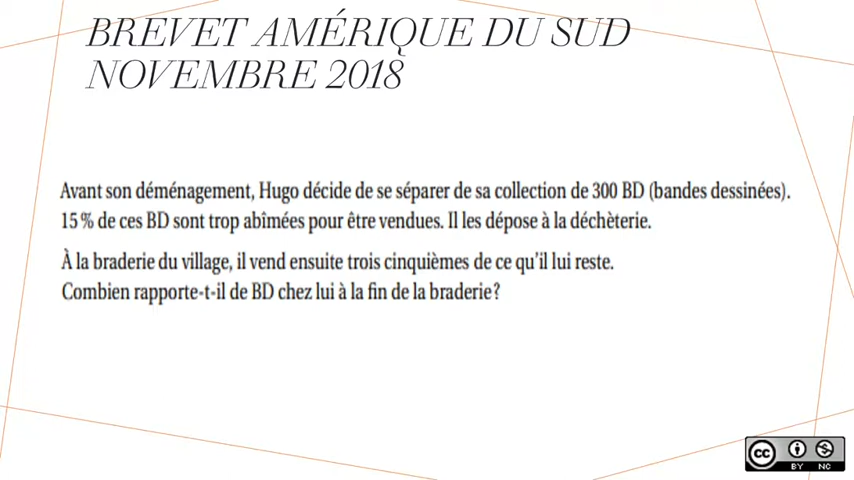 BREVET AMÉRIQUE DU SUD
NOVEMBRE 2018
Avant son déménagement, Hugo décide de se séparer de sa collection de 300 BD (bandes dessinées).
15 % de ces BD sont trop abîmées pour être vendues. Il les dépose à la déchèterie.
À la braderie du village, il vend ensuite trois cinquièmes de ce qu'il lui reste.
Combien rapporte-t-il de BD chez lui à la fin de la braderie ?
cc
BY NC